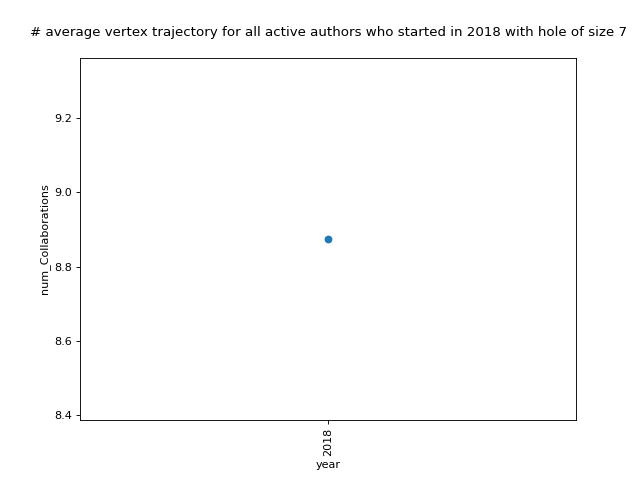 # average vertex trajectory for all active authors who started in 2018 with hole of size 7
9.2
9.0
8.8
8.6
8.4
num_Collaborations
2018
year